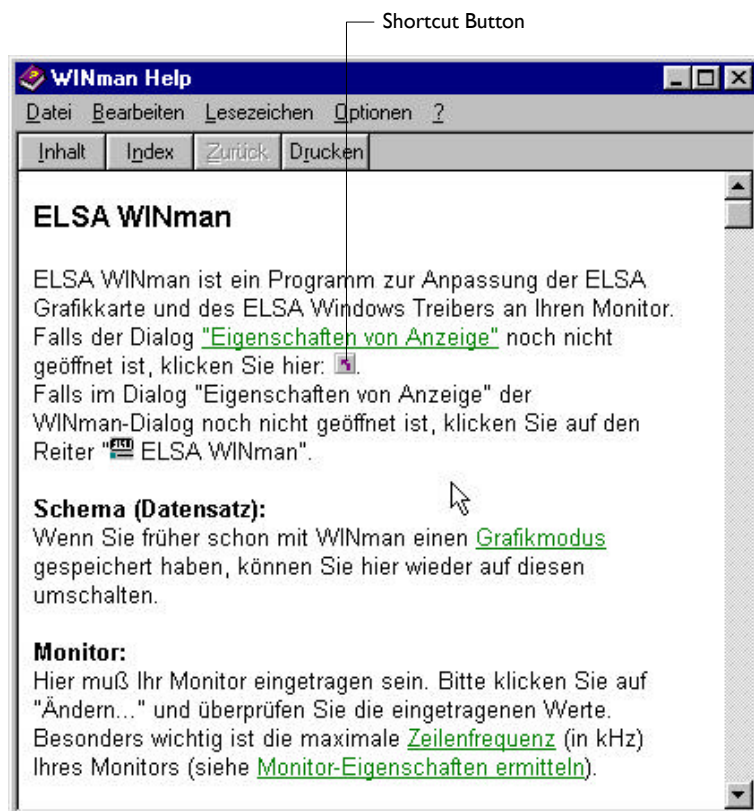 Shortcut Button
WINman Help
Datei Bearbeiten Lesezeichen Optionen ?
Inhalt Index Zurück Drucken
ELSA WINman
ELSA WINman ist ein Programm zur Anpassung der ELSA
Grafikkarte und des ELSA Windows Treibers an Ihren Monitor.
Falls der Dialog "Eigenschaften von Anzeige" noch nicht
geöffnet ist, klicken Sie hier: .
Falls im Dialog "Eigenschaften von Anzeige" der
WINman-Dialog noch nicht geöffnet ist, klicken Sie auf den
Reiter " ELSA WINman".
Schema (Datensatz):
Wenn Sie früher schon mit WINman einen Grafikmodus
gespeichert haben, können Sie hier wieder auf diesen
umschalten.
Monitor:
Hier muß Ihr Monitor eingetragen sein. Bitte klicken Sie auf
"Ändern..." und überprüfen Sie die eingetragenen Werte.
Besonders wichtig ist die maximale Zeilenfrequenz (in kHz)
Ihres Monitors (siehe Monitor-Eigenschaften ermitteln).